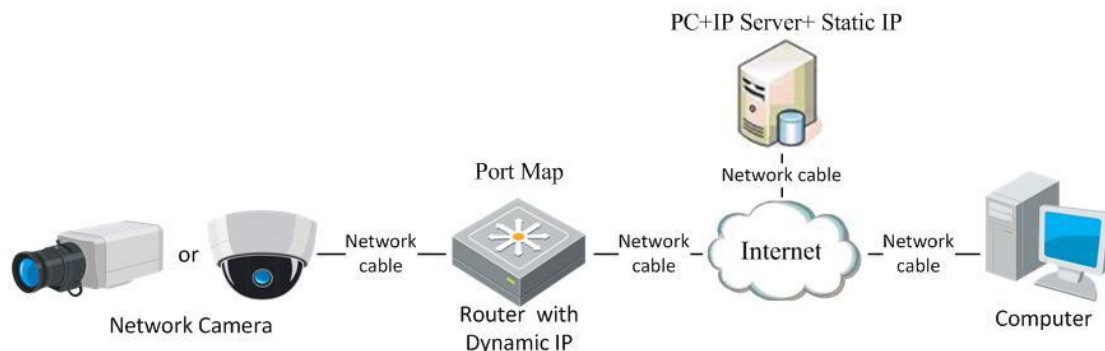 PC+IP Server+ Static IP
Network cable
Port Map
or
Network
cable
Network
cable
Internet
Network
cable
Network Camera
Router with
Dynamic IP
Computer